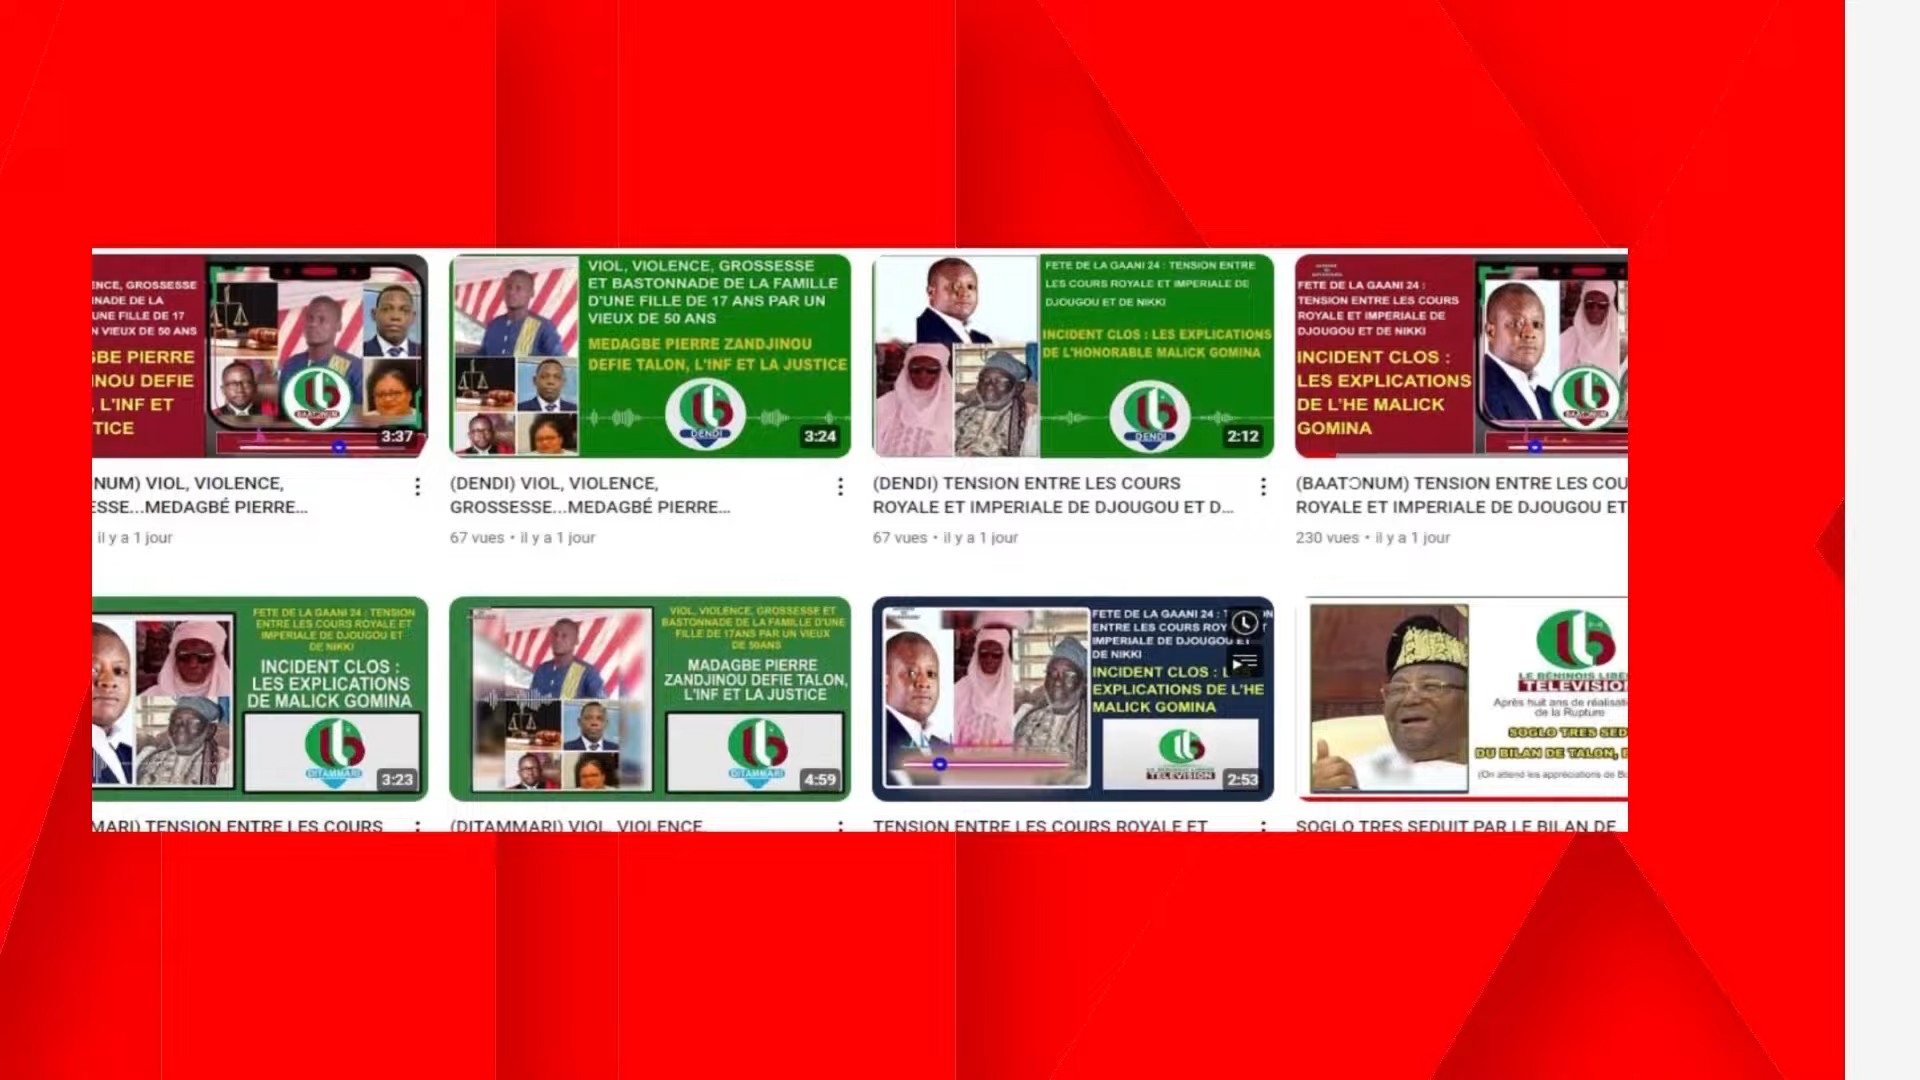 ENCE, GROSSESSE
NNADE DE LA
UNE FILLE DE 17
N VIEUX DE 50 ANS
GBE PIERRE
INOU DEFIE
, L'INF ET
TICE
BAATONUM
3:37
NUM) VIOL, VIOLENCE,
ESSE...MEDAGBÉ PIERRE...
il y a 1 jour
VIOL, VIOLENCE, GROSSESSE
ET BASTONNADE DE LA FAMILLE
D'UNE FILLE DE 17 ANS PAR UN
VIEUX DE 50 ANS
MEDAGBE PIERRE ZANDJINOU
DEFIE TALON, L'INF ET LA JUSTICE
DENDI
3:24
(DENDI) VIOL, VIOLENCE,
GROSSESSE...MEDAGBÉ PIERRE...
67 vues • il y a 1 jour
FETE DE LA GAANI 24 : TENSION ENTRE
LES COURS ROYALE ET IMPERIALE DE
DJOUGOU ET DE NIKKI
INCIDENT CLOS : LES EXPLICATIONS
DE L'HONORABLE MALICK GOMINA
DENDI
2:12
(DENDI) TENSION ENTRE LES COURS
ROYALE ET IMPERIALE DE DJOUGOU ET D...
67 vues • il y a 1 jour
FETE DE LA GAANI 24 :
TENSION ENTRE LES COURS
ROYALE ET IMPERIALE DE
DJOUGOU ET DE NIKKI
INCIDENT CLOS :
LES EXPLICATIONS
DE L'HE MALICK
GOMINA
(BAATƆNUM) TENSION ENTRE LES COU
ROYALE ET IMPERIALE DE DJOUGOU ET
230 vues • il y a 1 jour
FETE DE LA GAANI 24 : TENSION
ENTRE LES COURS ROYALE ET
IMPERIALE DE DJOUGOU ET
DE NIKKI
INCIDENT CLOS :
LES EXPLICATIONS
DE MALICK GOMINA
DITAMMARI
3:23
MARI) TENSION ENTRE LES COURS
VIOL, VIOLENCE, GROSSESSE ET
BASTONNADE DE LA FAMILLE D'UNE
FILLE DE 17ANS PAR UN VIEUX
DE 50ANS
MADAGBE PIERRE
ZANDJINOU DEFIE TALON,
L'INF ET LA JUSTICE
DITAMMARI
4:59
(DITAMMARI) VIOL, VIOLENCE,
FETE DE LA GAANI 24 : T
ENTRE LES COURS ROY
IMPERIALE DE DJOUGOU ET
DE NIKKI
INCIDENT CLOS : L
EXPLICATIONS DE L'HE
MALICK GOMINA
TELEVISION
2:53
TENSION ENTRE LES COURS ROYALE ET
LE BÉNINOIS LIBE
TELEVISION
Après huit ans de réalisat
de la Rupture
SOGLO TRES SED
DU BILAN DE TALON,
(On attend les appréciations de Bo
SOGLO TRES SEDUIT PAR LE BILAN DE